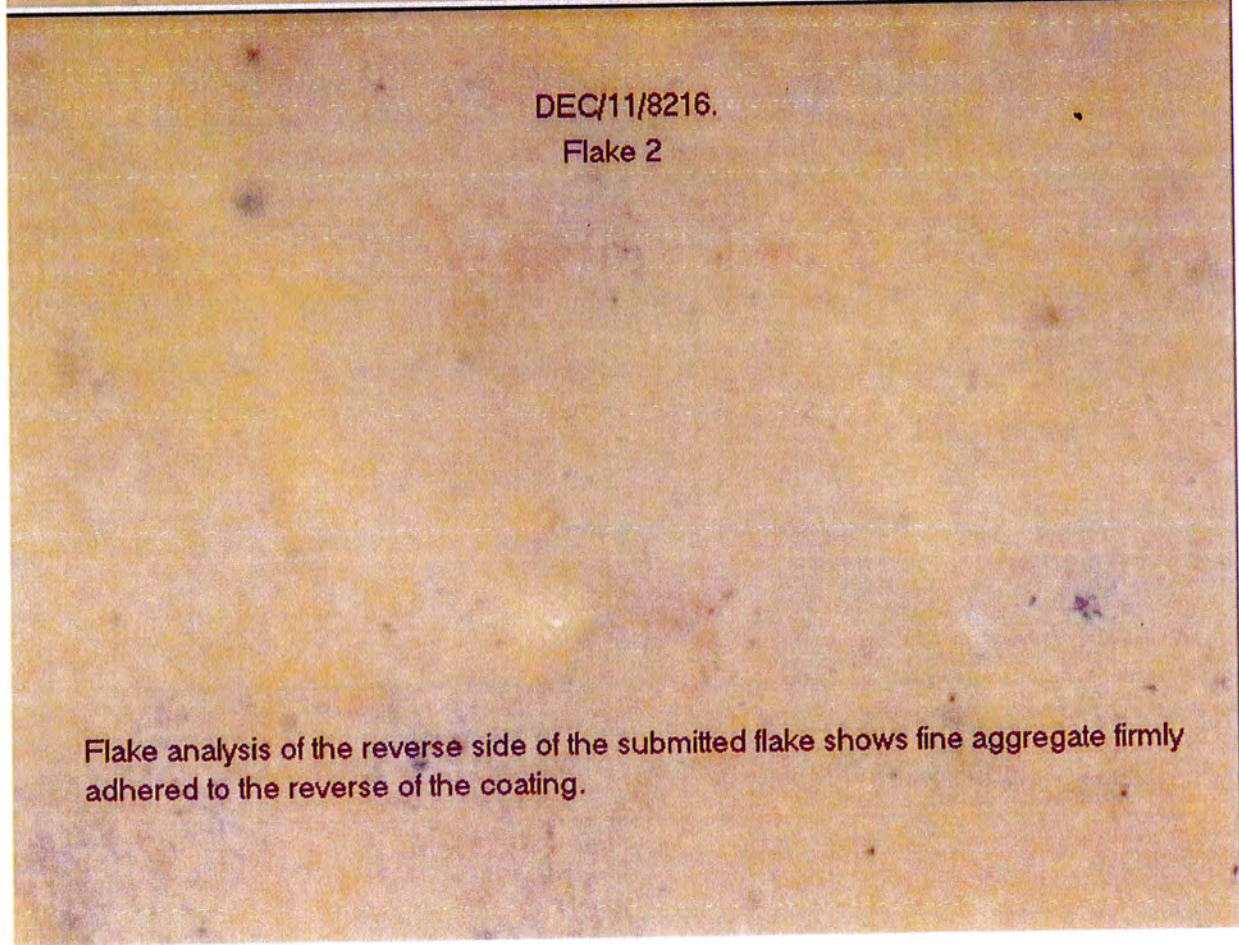 DEC/11/8216.
Flake 2
Flake analysis of the reverse side of the submitted flake shows fine aggregate firmly
adhered to the reverse of the coating.